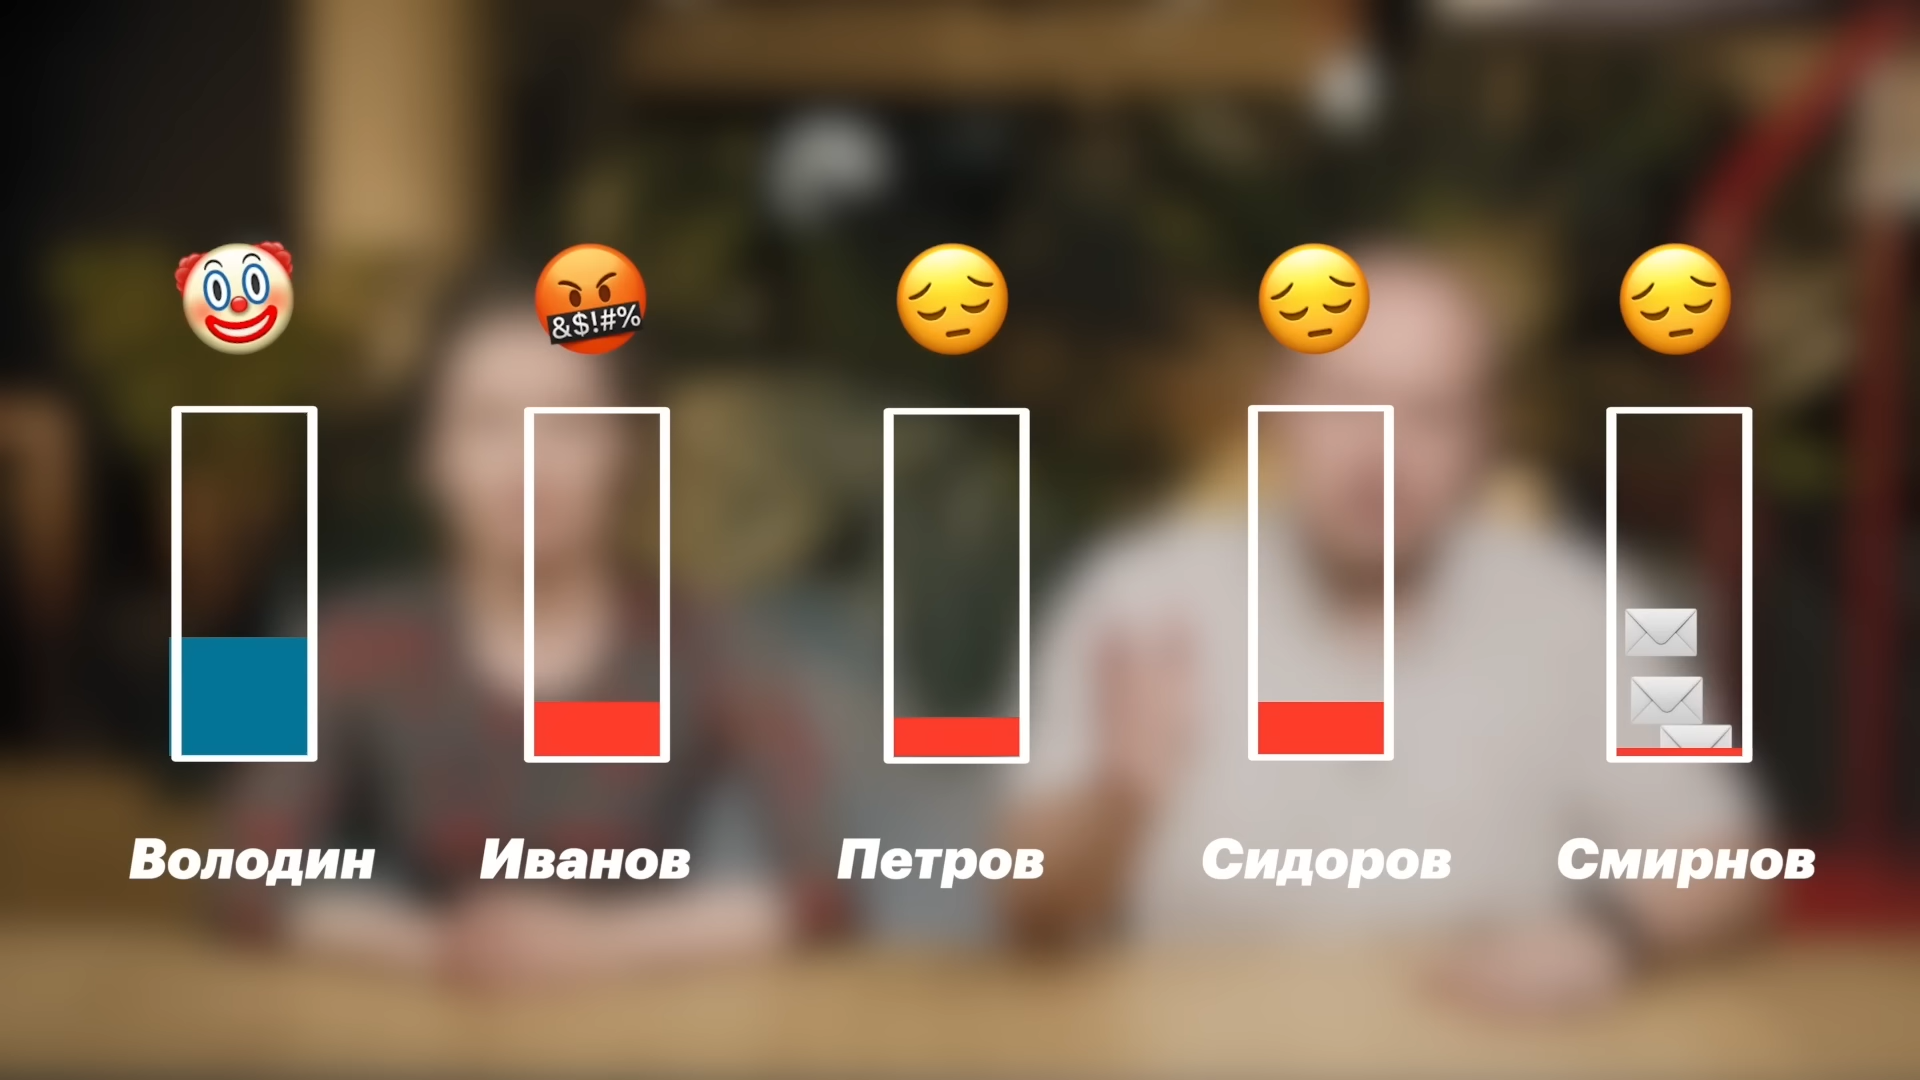 &$!#%
Володин
Иванов
Петров
Сидоров
Смирнов